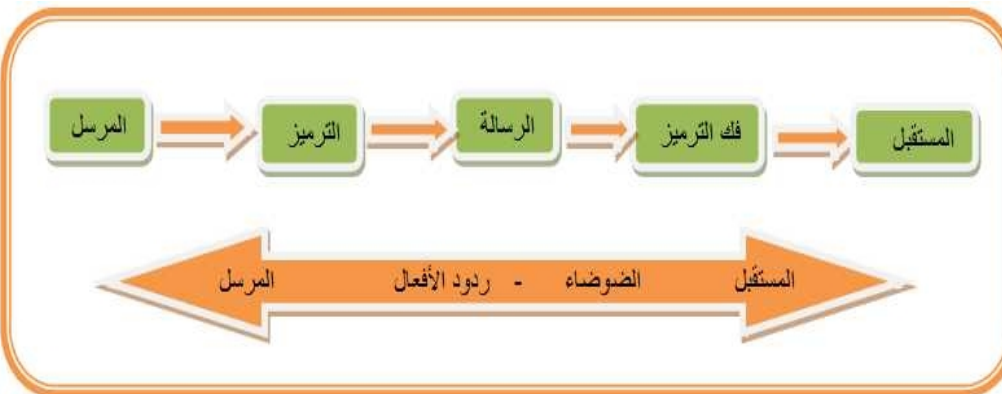 المرسل
الترميز
الرسالة
فك الترميز
المستقبل
المستقبل الضوضاء - ردود الأفعال المرسل